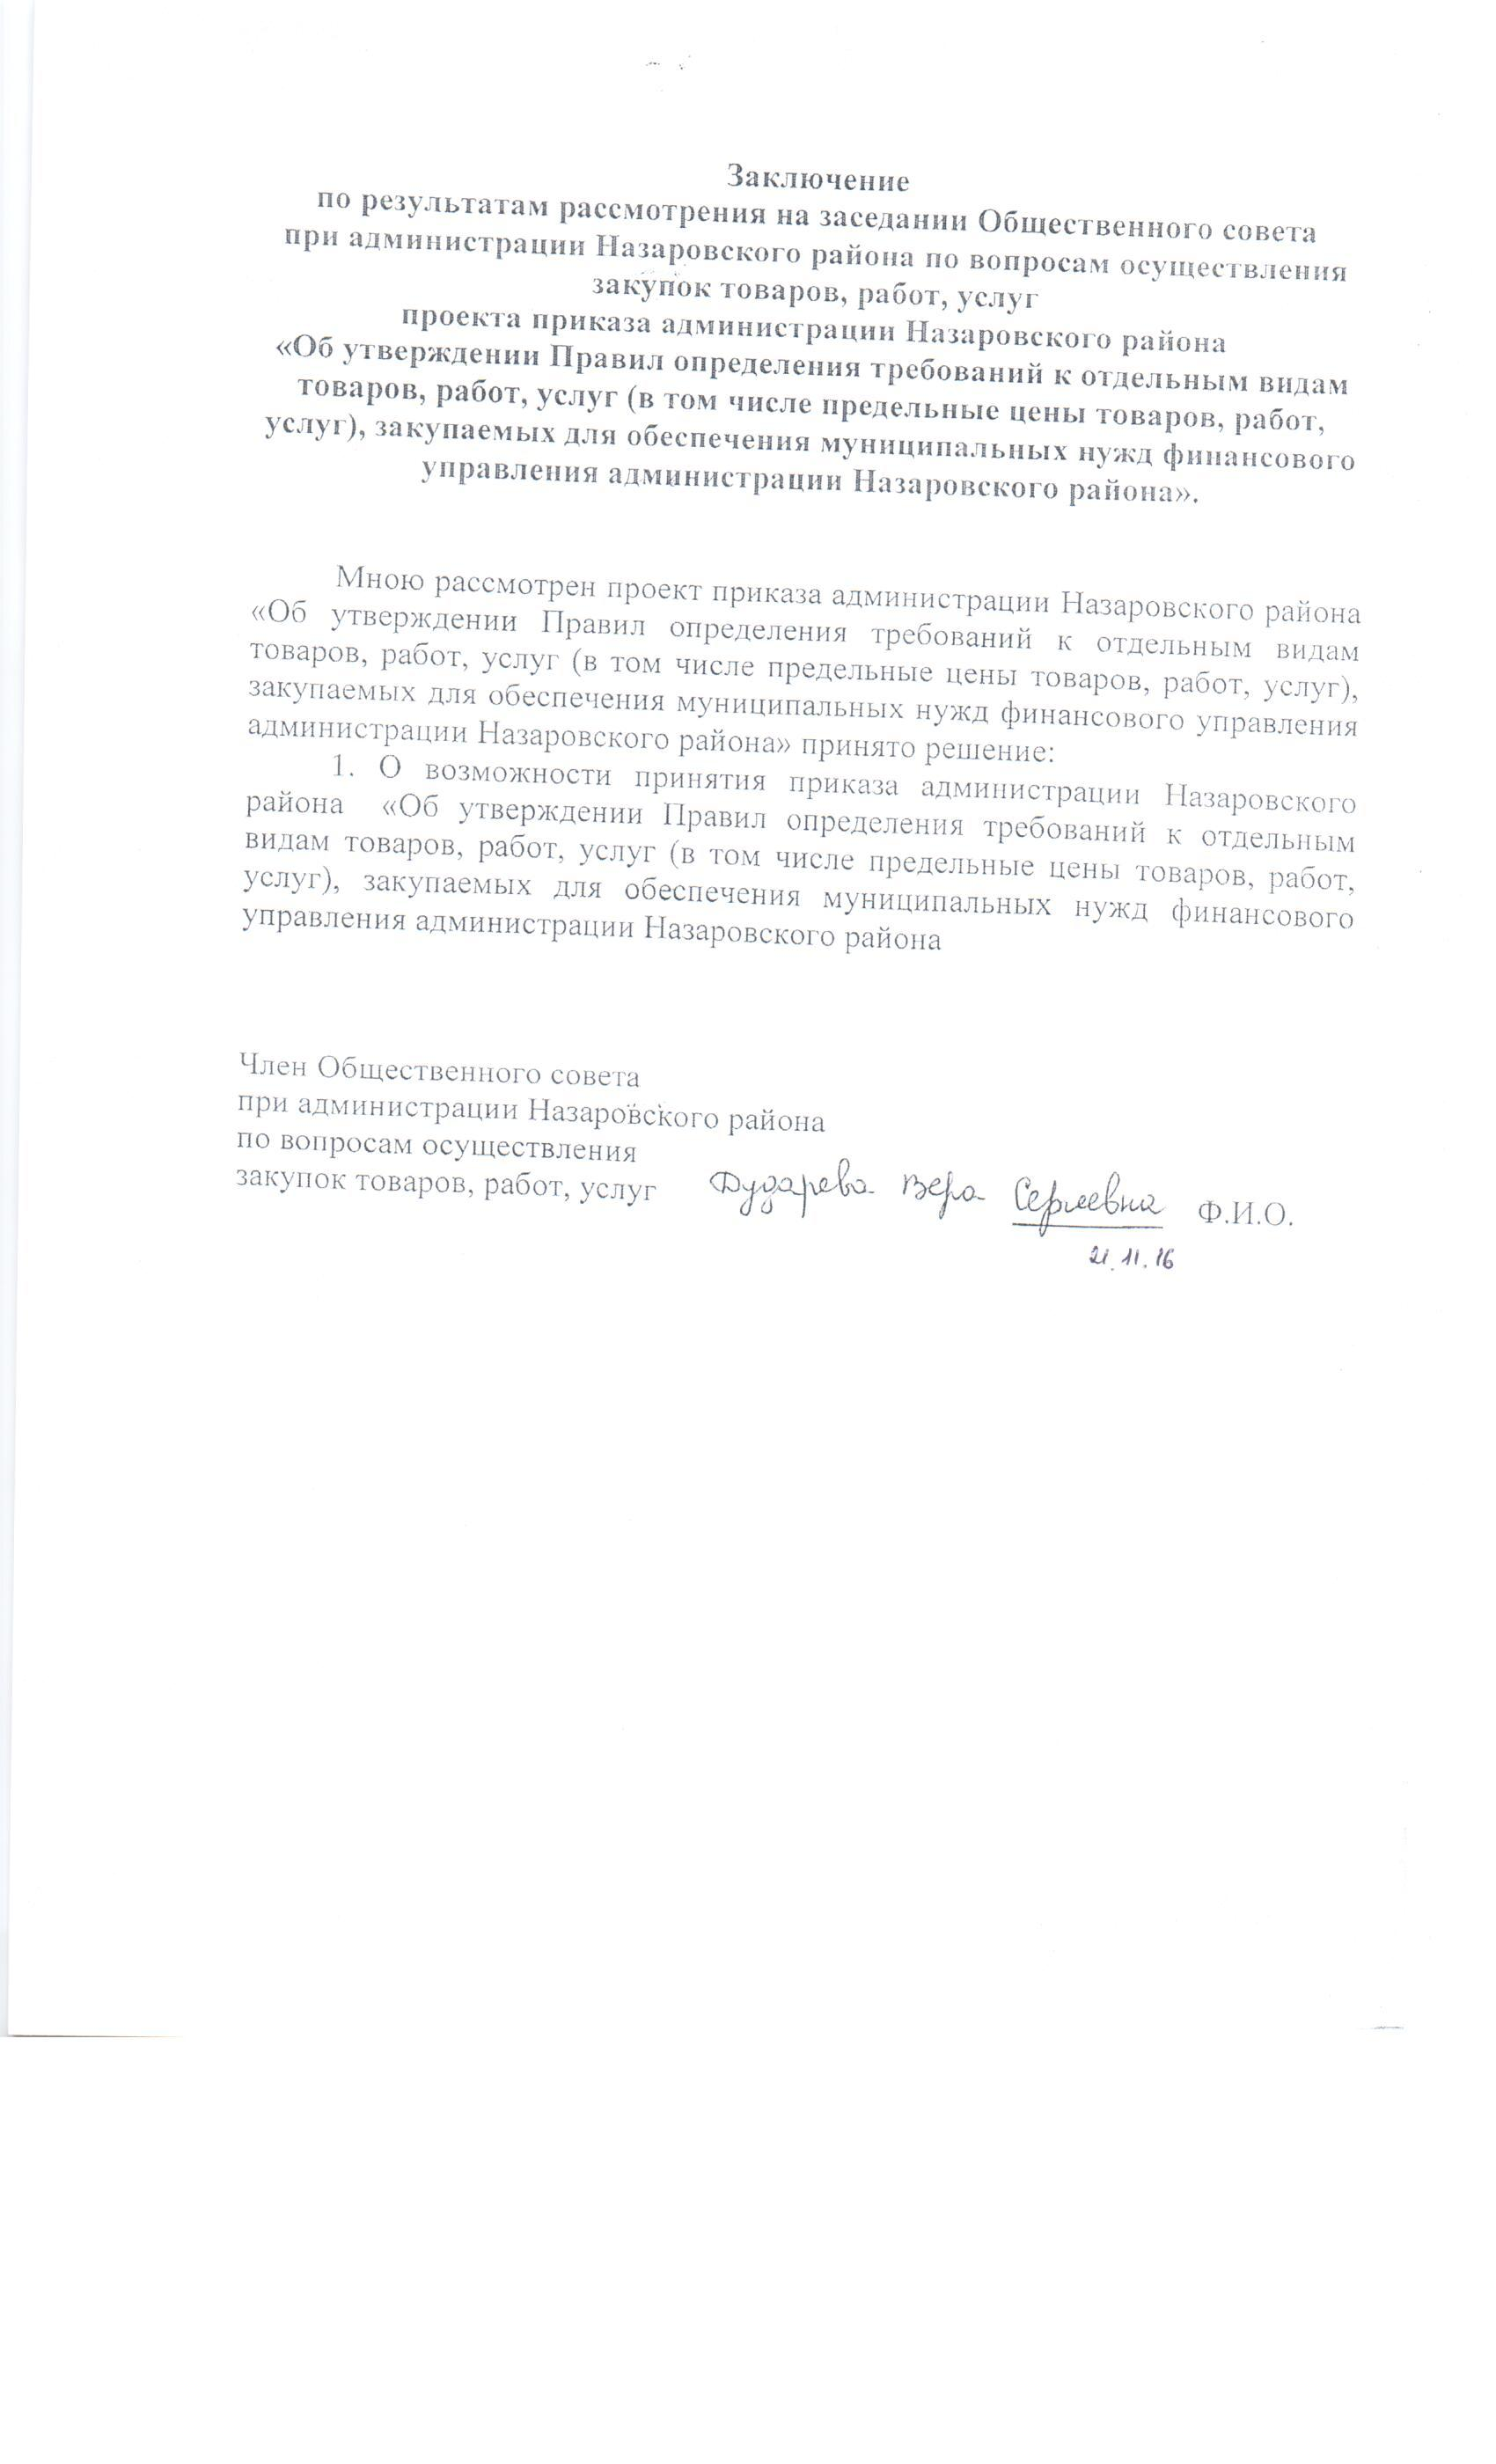 Заключение
по результатам рассмотрения на заседании Общественного совета
при администрации Назаровского района по вопросам осуществления
закупок товаров, работ, услуг
проекта приказа администрации Назаровского района
«Об утверждении Правил определения требований к отдельным видам
товаров, работ, услуг (в том числе предельные цены товаров, работ,
услуг), закупаемых для обеспечения муниципальных нужд финансового
управления администрации Назаровского района».
Мною рассмотрен проект приказа администрации Назаровского района
«Об утверждении Правил определения требований к отдельным видам
товаров, работ, услуг (в том числе предельные цены товаров, работ, услуг),
закупаемых для обеспечения муниципальных нужд финансового управления
администрации Назаровского района» принято решение:
1. О возможности принятия приказа администрации Назаровского
района «Об утверждении Правил определения требований к отдельным
видам товаров, работ, услуг (в том числе предельные цены товаров, работ,
услуг), закупаемых для обеспечения муниципальных нужд финансового
управления администрации Назаровского района
Член Общественного совета
при администрации Назаровского района
по вопросам осуществления
закупок товаров, работ, услуг Дударева Вера Сергеевна Ф.И.О.
21.11.16